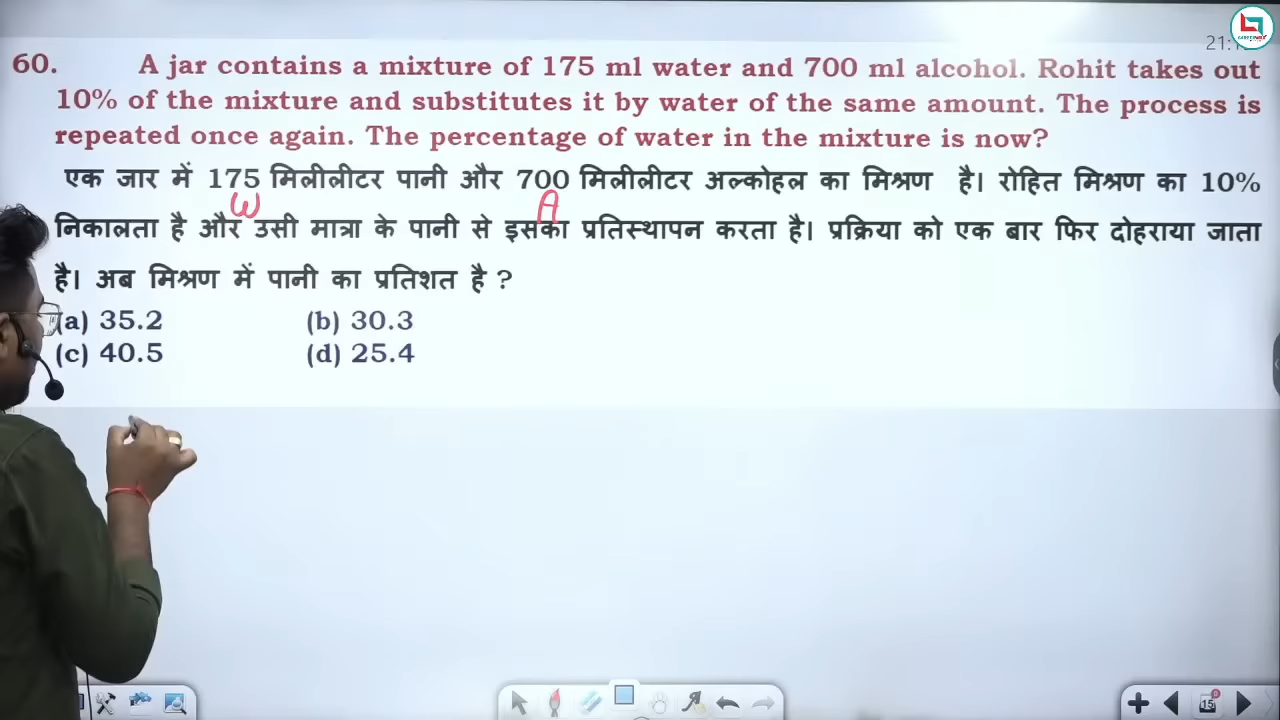 21:1
60. A jar contains a mixture of 175 ml water and 700 ml alcohol. Rohit takes out
10% of the mixture and substitutes it by water of the same amount. The process is
repeated once again. The percentage of water in the mixture is now?
एक जार में 175 मिलीलीटर पानी और 700 मिलीलीटर अल्कोहल का मिश्रण है। रोहित मिश्रण का 10%
W A
निकालता है और उसी मात्रा के पानी से इसका प्रतिस्थापन करता है। प्रक्रिया को एक बार फिर दोहराया जाता
है। अब मिश्रण में पानी का प्रतिशत है ?
(a) 35.2 (b) 30.3
(c) 40.5 (d) 25.4
15